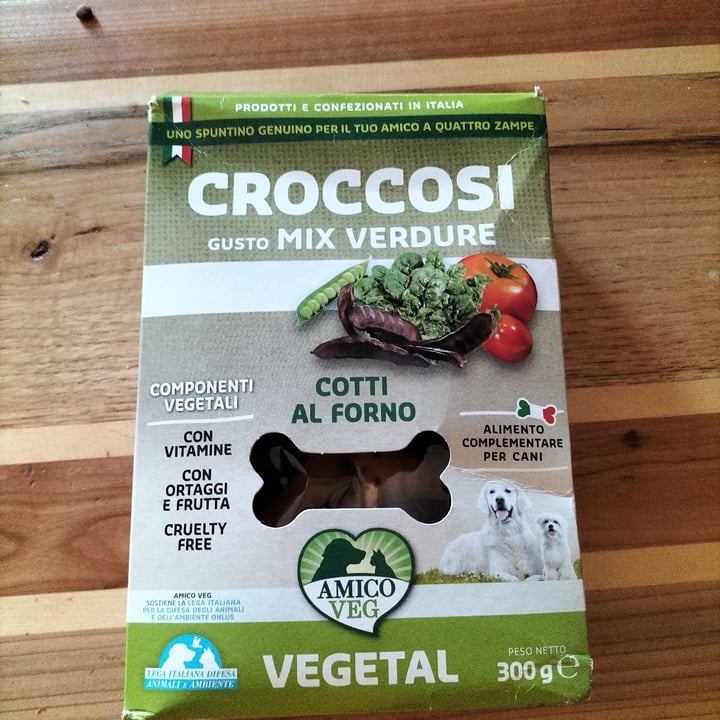 PRODOTTI E CONFEZIONATI IN ITALIA
UNO SPUNTINO GENUINO PER IL TUO AMICO A QUATTRO ZAMPE
CROCCOSI
GUSTO MIX VERDURE
COMPONENTI
VEGETALI
CON
VITAMINE
CON
ORTAGGI
E FRUTTA
CRUELTY
FREE
COTTI
AL FORNO
ALIMENTO
COMPLEMENTARE
PER CANI
AMICO VEG
SOSTIENE LA LEGA ITALIANA
PER LA DIFESA DEGLI ANIMALI
E DELL'AMBIENTE ONLUS
LEGA ITALIANA DIFESA
ANIMALI E AMBIENTE
AMICO
VEG
VEGETAL
PESO NETTO
300 g ℮